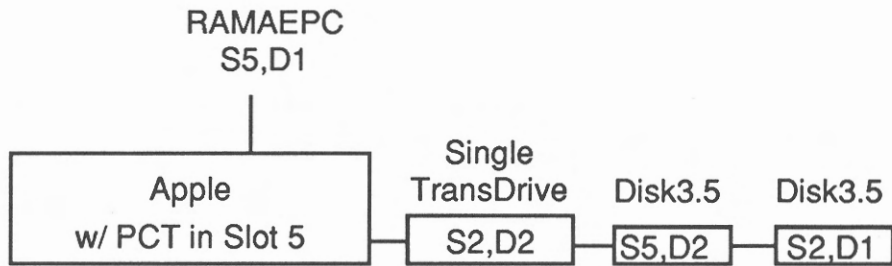 RAMAEPC
S5,D1
Apple
w/ PCT in Slot 5
Single
TransDrive
S2,D2
Disk3.5
S5,D2
Disk3.5
S2,D1